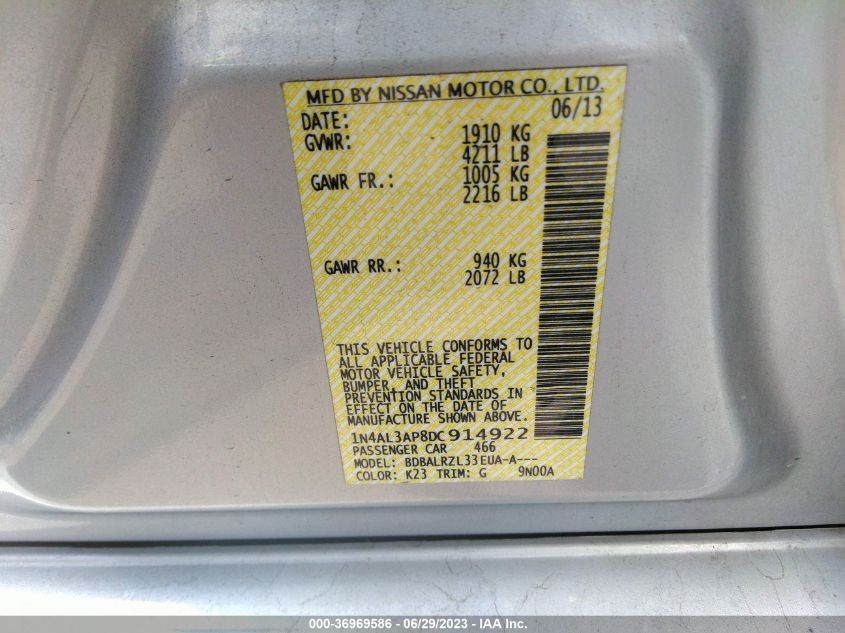 MFD BY NISSAN MOTOR CO., LTD.
DATE: 06/13
GVWR: 1910 KG
4211 LB
GAWR FR.: 1005 KG
2216 LB
GAWR RR.: 940 KG
2072 LB
THIS VEHICLE CONFORMS TO
ALL APPLICABLE FEDERAL
MOTOR VEHICLE SAFETY,
BUMPER, AND THEFT
PREVENTION STANDARDS IN
EFFECT ON THE DATE OF
MANUFACTURE SHOWN ABOVE.
1N4AL3AP8DC914922
PASSENGER CAR 466
MODEL: BDBALRZL33EUA-A---
COLOR: K23 TRIM: G 9N00A
000-36969586 - 06/29/2023 - IAA Inc.